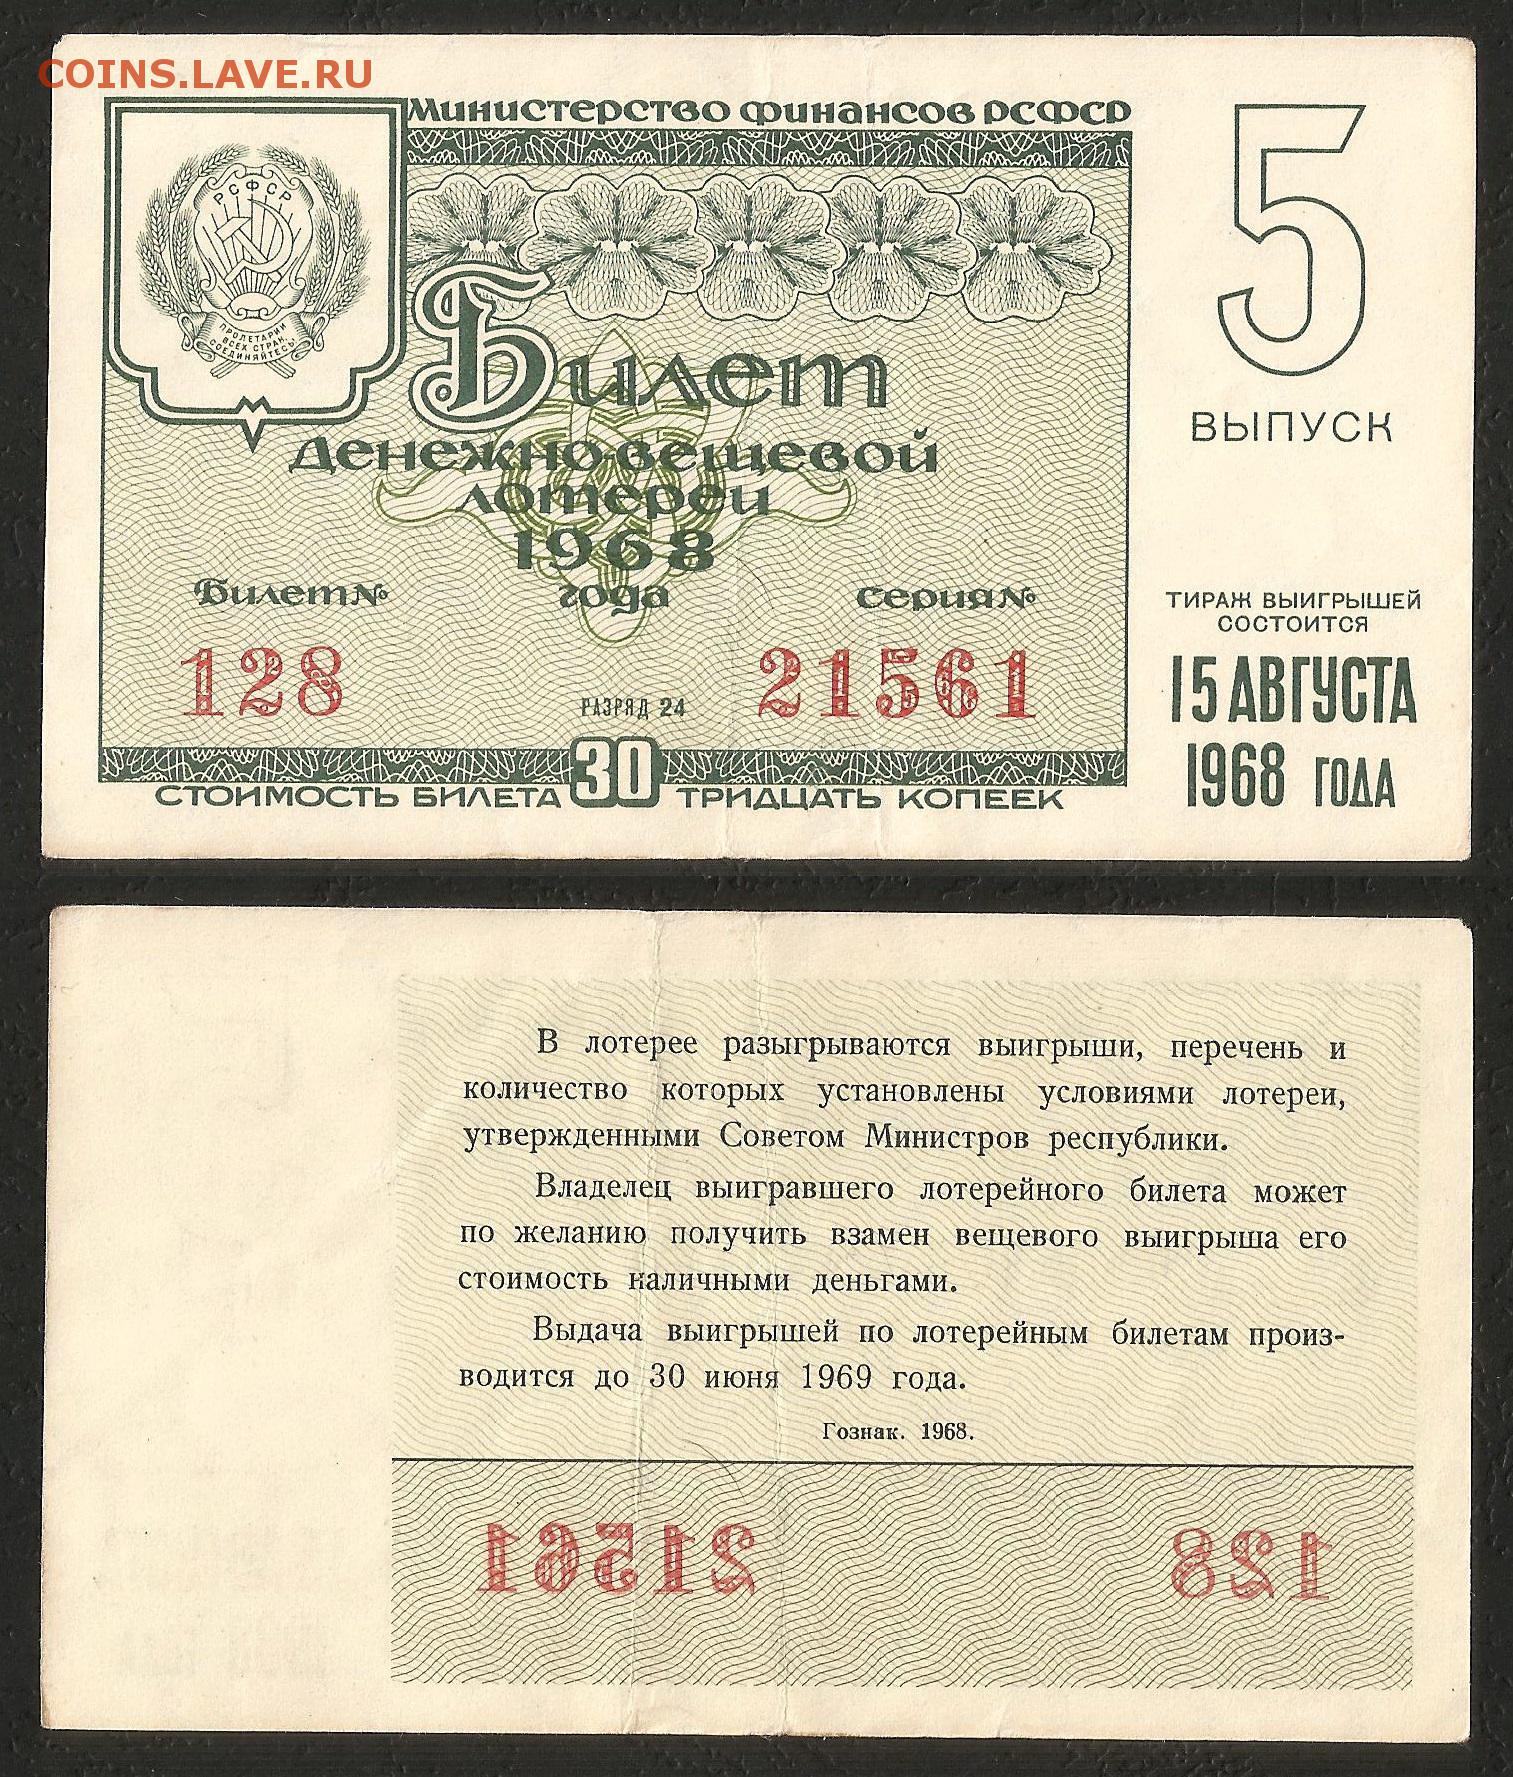 COINS.LAVE.RU
Министерство финансов РСФСР
РСФСР
ПРОЛЕТАРИИ
ВСЕХ СТРАН,
СОЕДИНЯЙТЕСЬ!
5
ВЫПУСК
Билет
денежно-вещевой
лотереи
1968
года
Билет №
серия №
128
21561
РАЗРЯД 24
30
СТОИМОСТЬ БИЛЕТА
ТРИДЦАТЬ КОПЕЕК
ТИРАЖ ВЫИГРЫШЕЙ
СОСТОИТСЯ
15 АВГУСТА
1968 ГОДА
В лотерее разыгрываются выигрыши, перечень и
количество которых установлены условиями лотереи,
утвержденными Советом Министров республики.
Владелец выигравшего лотерейного билета может
по желанию получить взамен вещевого выигрыша его
стоимость наличными деньгами.
Выдача выигрышей по лотерейным билетам произ-
водится до 30 июня 1969 года.
Гознак. 1968.
21561
128